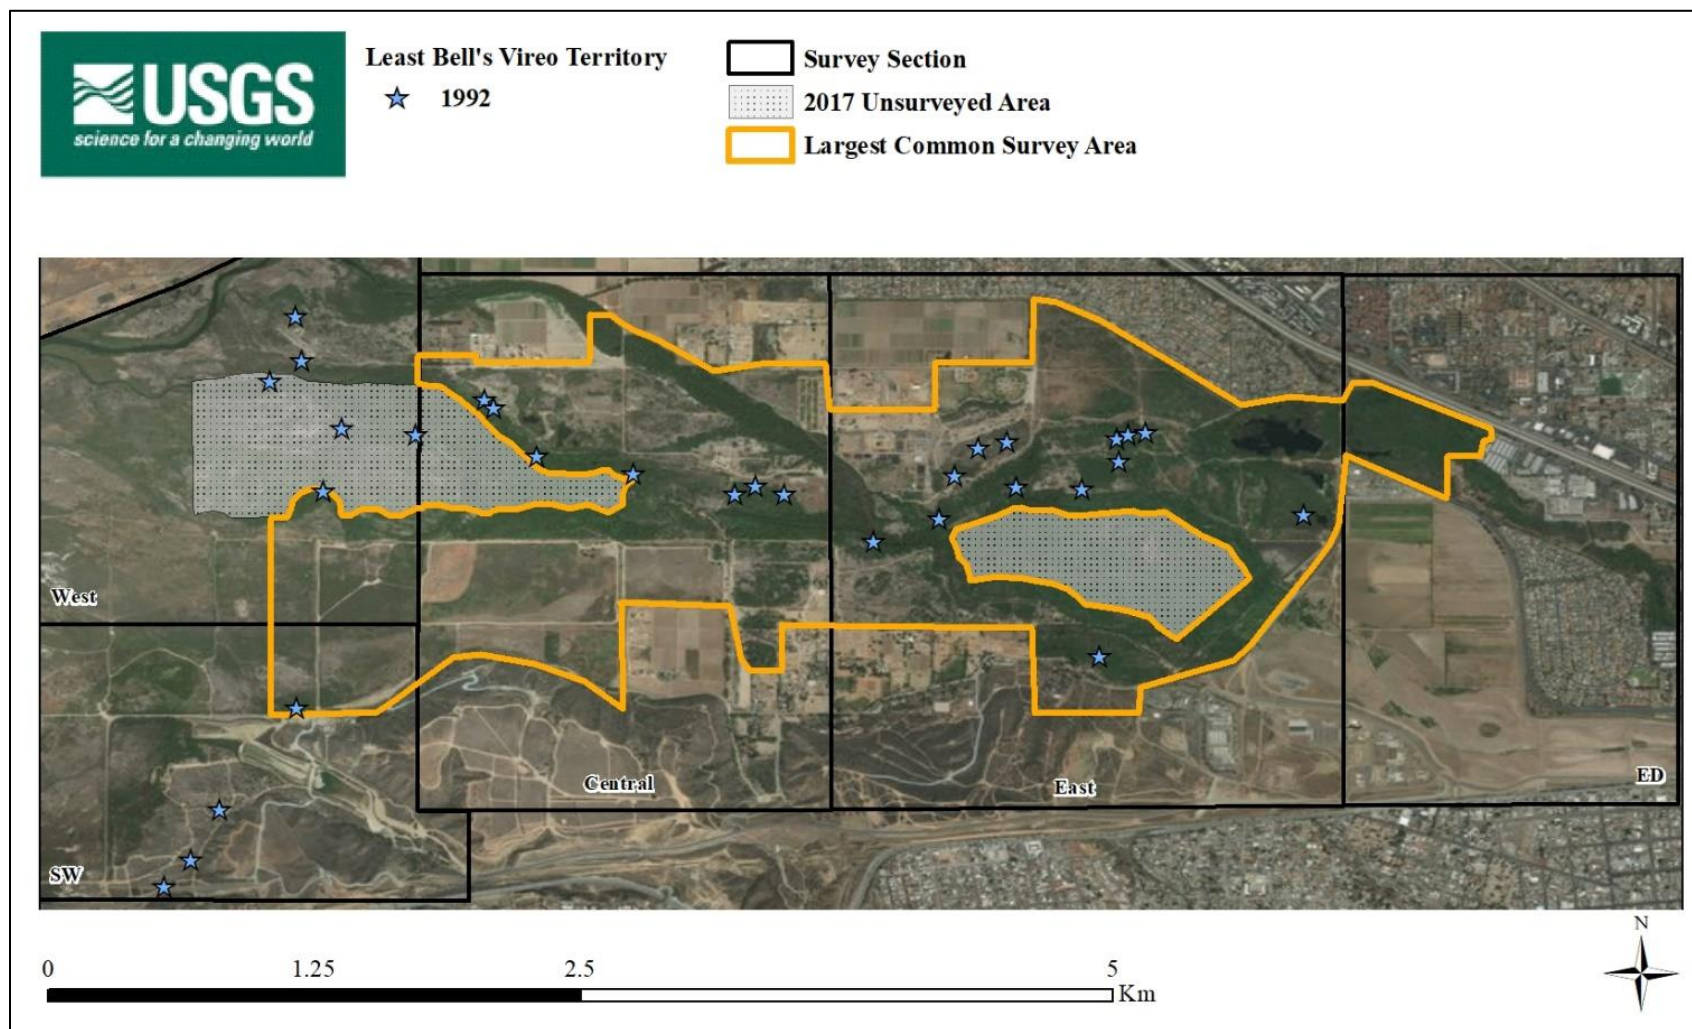 USGS
science for a changing world
Least Bell's Vireo Territory
1992
Survey Section
2017 Unsurveyed Area
Largest Common Survey Area
West
Central
East
ED
SW
N
0 1.25 2.5 5
Km